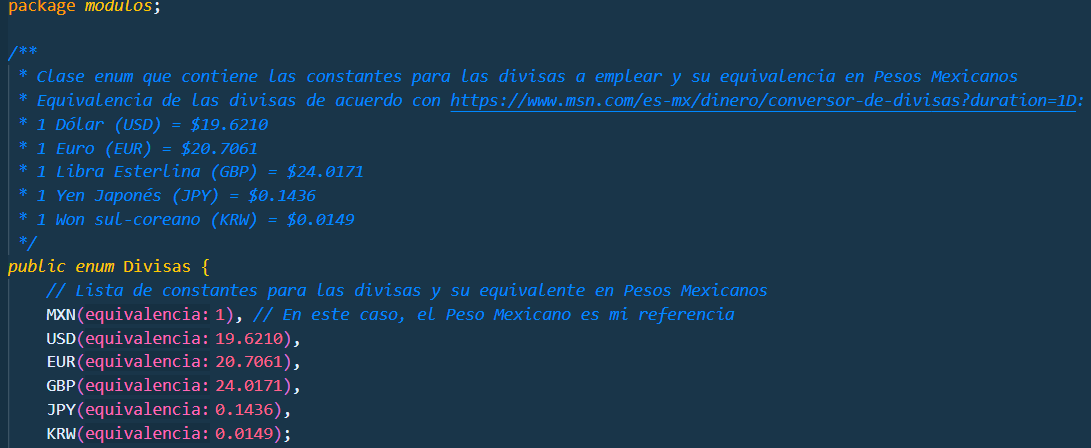 package modulos;
/**
* Clase enum que contiene las constantes para las divisas a emplear y su equivalencia en Pesos Mexicanos
* Equivalencia de las divisas de acuerdo con https://www.msn.com/es-mx/dinero/conversor-de-divisas?duration=1D:
* 1 Dólar (USD) = $19.6210
* 1 Euro (EUR) = $20.7061
* 1 Libra Esterlina (GBP) = $24.0171
* 1 Yen Japonés (JPY) = $0.1436
* 1 Won sul-coreano (KRW) = $0.0149
*/
public enum Divisas {
// Lista de constantes para las divisas y su equivalente en Pesos Mexicanos
MXN(equivalencia: 1), // En este caso, el Peso Mexicano es mi referencia
USD(equivalencia: 19.6210),
EUR(equivalencia: 20.7061),
GBP(equivalencia: 24.0171),
JPY(equivalencia: 0.1436),
KRW(equivalencia: 0.0149);